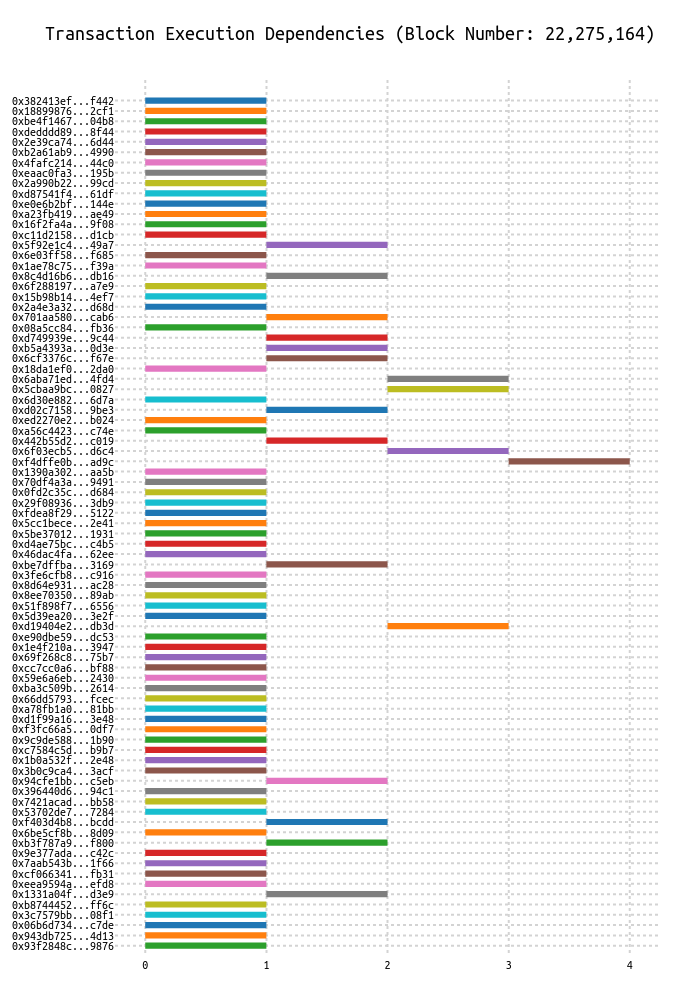 Transaction Execution Dependencies (Block Number: 22,275,164)
0x382413ef...f442
0x18899876...2cf1
0xbe4f1467...04b8
0xdedddd89...8f44
0x2e39ca74...6d44
0xb2a61ab9...4990
0x4fafc214...44c0
0xeaac0fa3...195b
0x2a990b22...99cd
0xd87541f4...61df
0xe0e6b2bf...144e
0xa23fb419...ae49
0x16f2fa4a...9f08
0xc11d2158...d1cb
0x5f92e1c4...49a7
0x6e03ff58...f685
0x1ae78c75...f39a
0x8c4d16b6...db16
0x6f288197...a7e9
0x15b98b14...4ef7
0x2a4e3a32...d68d
0x701aa580...cab6
0x08a5cc84...fb36
0xd749939e...9c44
0xb5a4393a...0d3e
0x6cf3376c...f67e
0x18da1ef0...2da0
0x6aba71ed...4fd4
0x5cbaa9bc...0827
0x6d30e882...6d7a
0xd02c7158...9be3
0xed2270e2...b024
0xa56c4423...c74e
0x442b55d2...c019
0x6f03ecb5...d6c4
0xf4dffe0b...ad9c
0x1390a302...aa5b
0x70df4a3a...9491
0x0fd2c35c...d684
0x29f08936...3db9
0xfdea8f29...5122
0x5cc1bece...2e41
0x5be37012...1931
0xd4ae75bc...c4b5
0x46dac4fa...62ee
0xbe7dffba...3169
0x3fe6cfb8...c916
0x8d64e931...ac28
0x8ee70350...89ab
0x51f898f7...6556
0x5d39ea20...3e2f
0xd19404e2...db3d
0xe90dbe59...dc53
0x1e4f210a...3947
0x69f268c8...75b7
0xcc7cc0a6...bf88
0x59e6a6eb...2430
0xba3c509b...2614
0x66dd5793...fcec
0xa78fb1a0...81bb
0xd1f99a16...3e48
0xf3fc66a5...0df7
0x9c9de588...1b90
0xc7584c5d...b9b7
0x1b0a532f...2e48
0x3b0c9ca4...3acf
0x94cfe1bb...c5eb
0x396440d6...94c1
0x7421acad...bb58
0x53702de7...7284
0xf403d4b8...bcdd
0x6be5cf8b...8d09
0xb3f787a9...f800
0x9e377ada...c42c
0x7aab543b...1f66
0xcf066341...fb31
0xeea9594a...efd8
0x1331a04f...d3e9
0xb8744452...ff6c
0x3c7579bb...08f1
0x06b6d734...c7de
0x943db725...4d13
0x93f2848c...9876
0 1 2 3 4